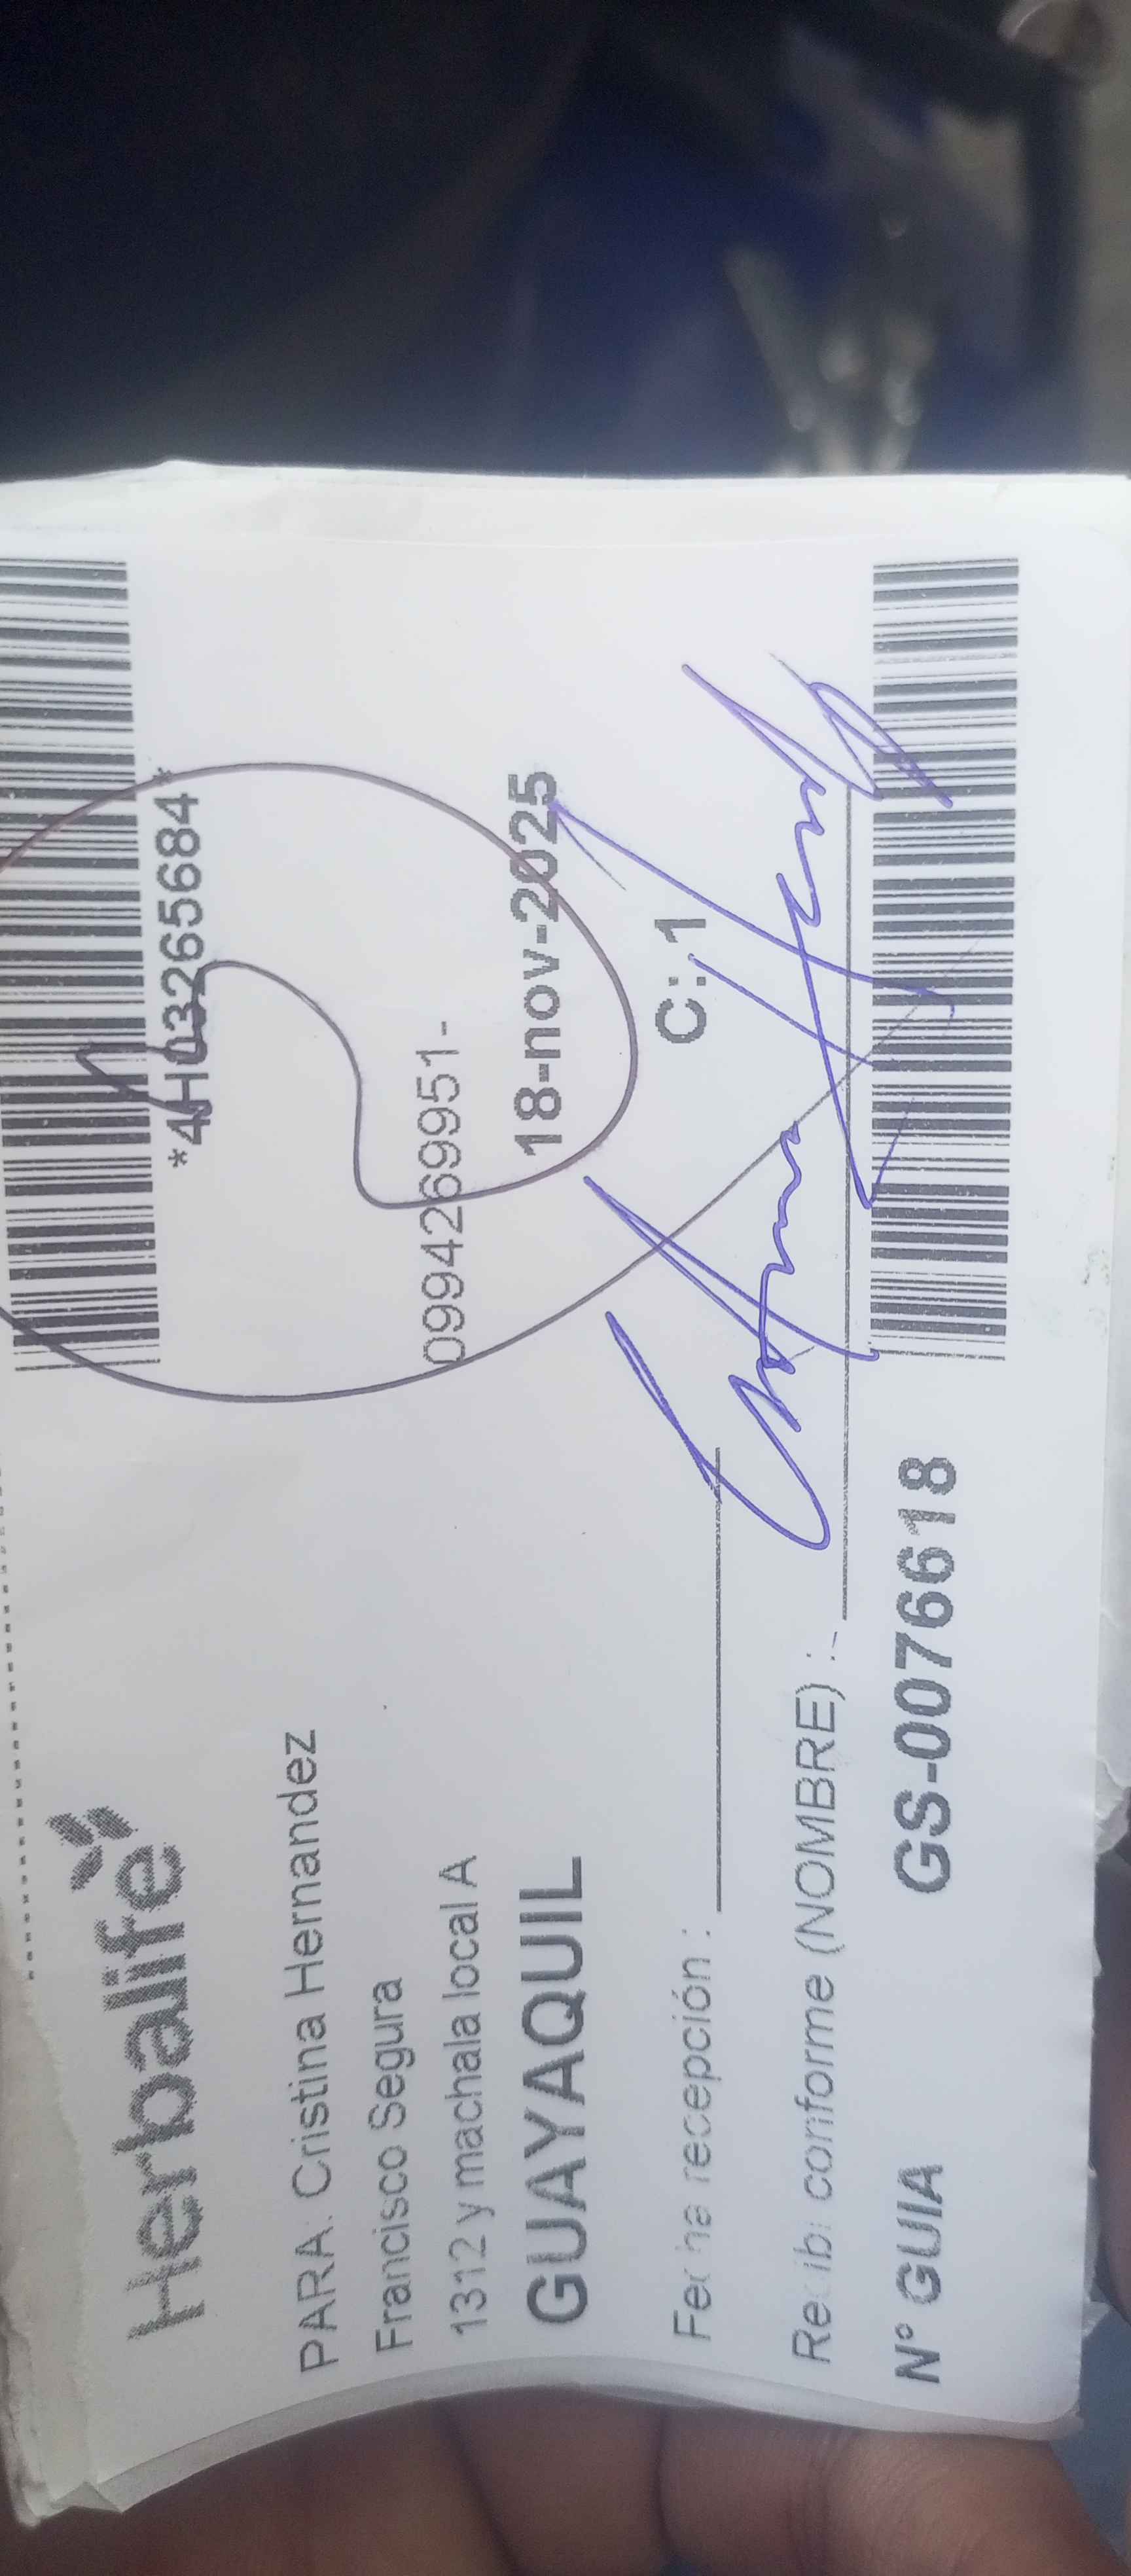 Herbalife
*4H03265684*
PARA: Cristina Hernandez
Francisco Segura
1312 y machala local A
0994269951-
GUAYAQUIL
18-nov-2025
Fecha recepción :
C: 1
Recibi conforme (NOMBRE) :-
N° GUIA GS-0076618